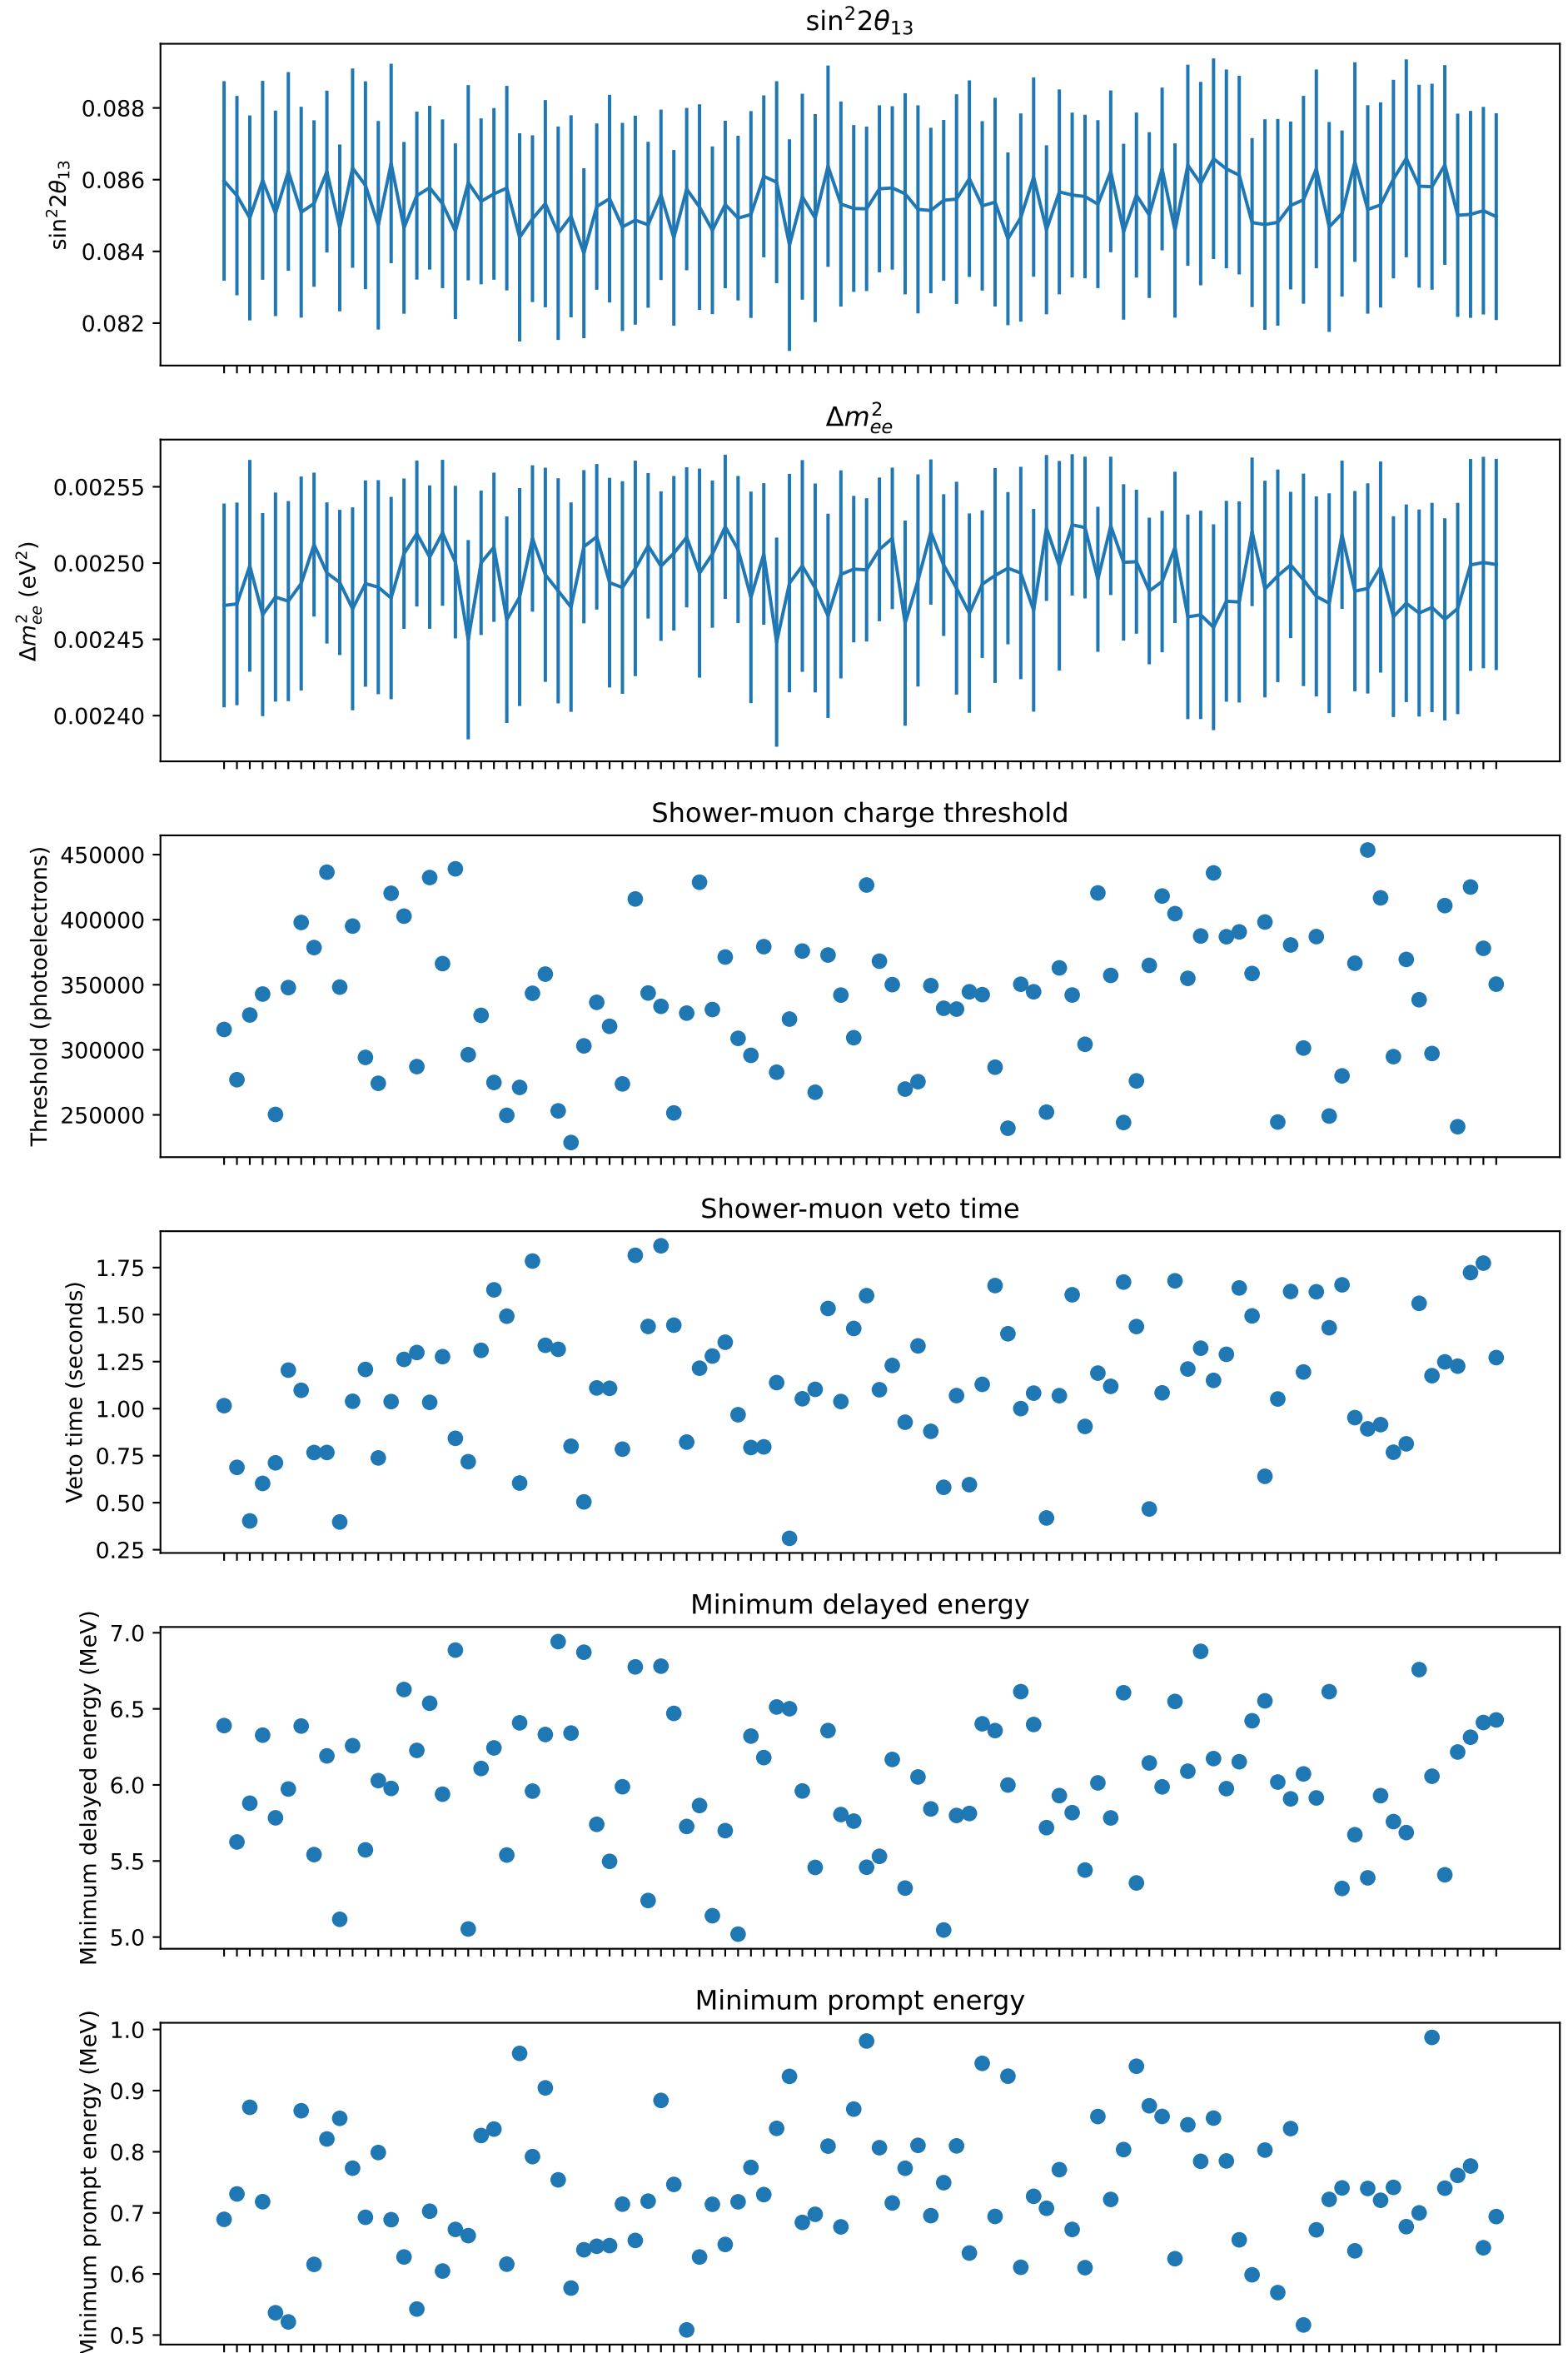 sin²2θ₁₃
sin²2θ₁₃
0.088
0.086
0.084
0.082
Δm²ₑₑ
Δm²ₑₑ (eV²)
0.00255
0.00250
0.00245
0.00240
Shower-muon charge threshold
Threshold (photoelectrons)
450000
400000
350000
300000
250000
Shower-muon veto time
Veto time (seconds)
1.75
1.50
1.25
1.00
0.75
0.50
0.25
Minimum delayed energy
Minimum delayed energy (MeV)
7.0
6.5
6.0
5.5
5.0
Minimum prompt energy
Minimum prompt energy (MeV)
1.0
0.9
0.8
0.7
0.6
0.5